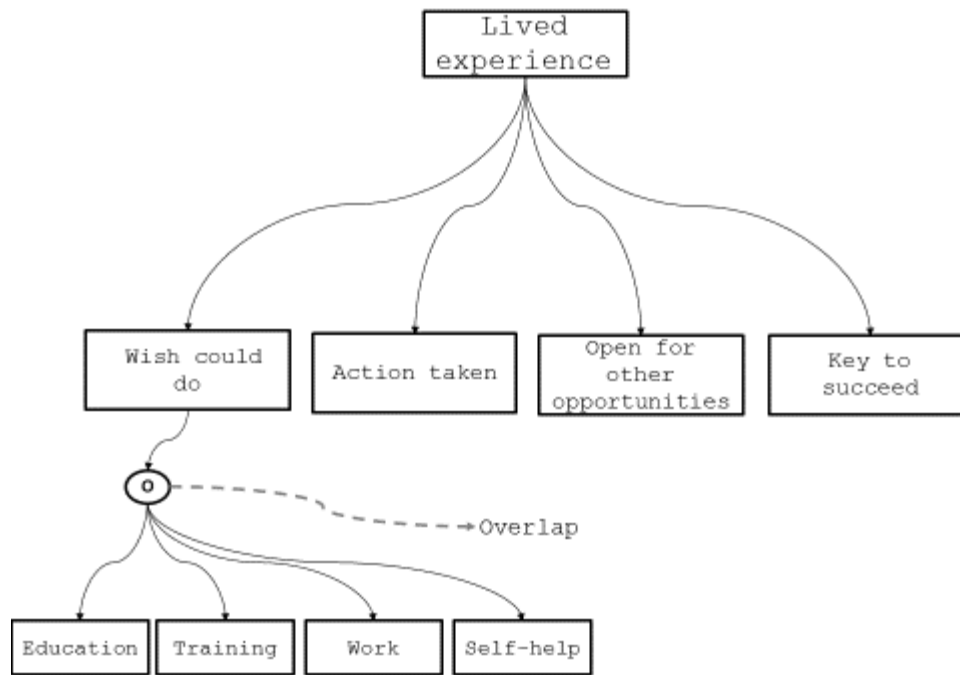 Lived
experience
Wish could
do
Action taken
Open for
other
opportunities
Key to
succeed
O
Overlap
Education
Training
Work
Self-help